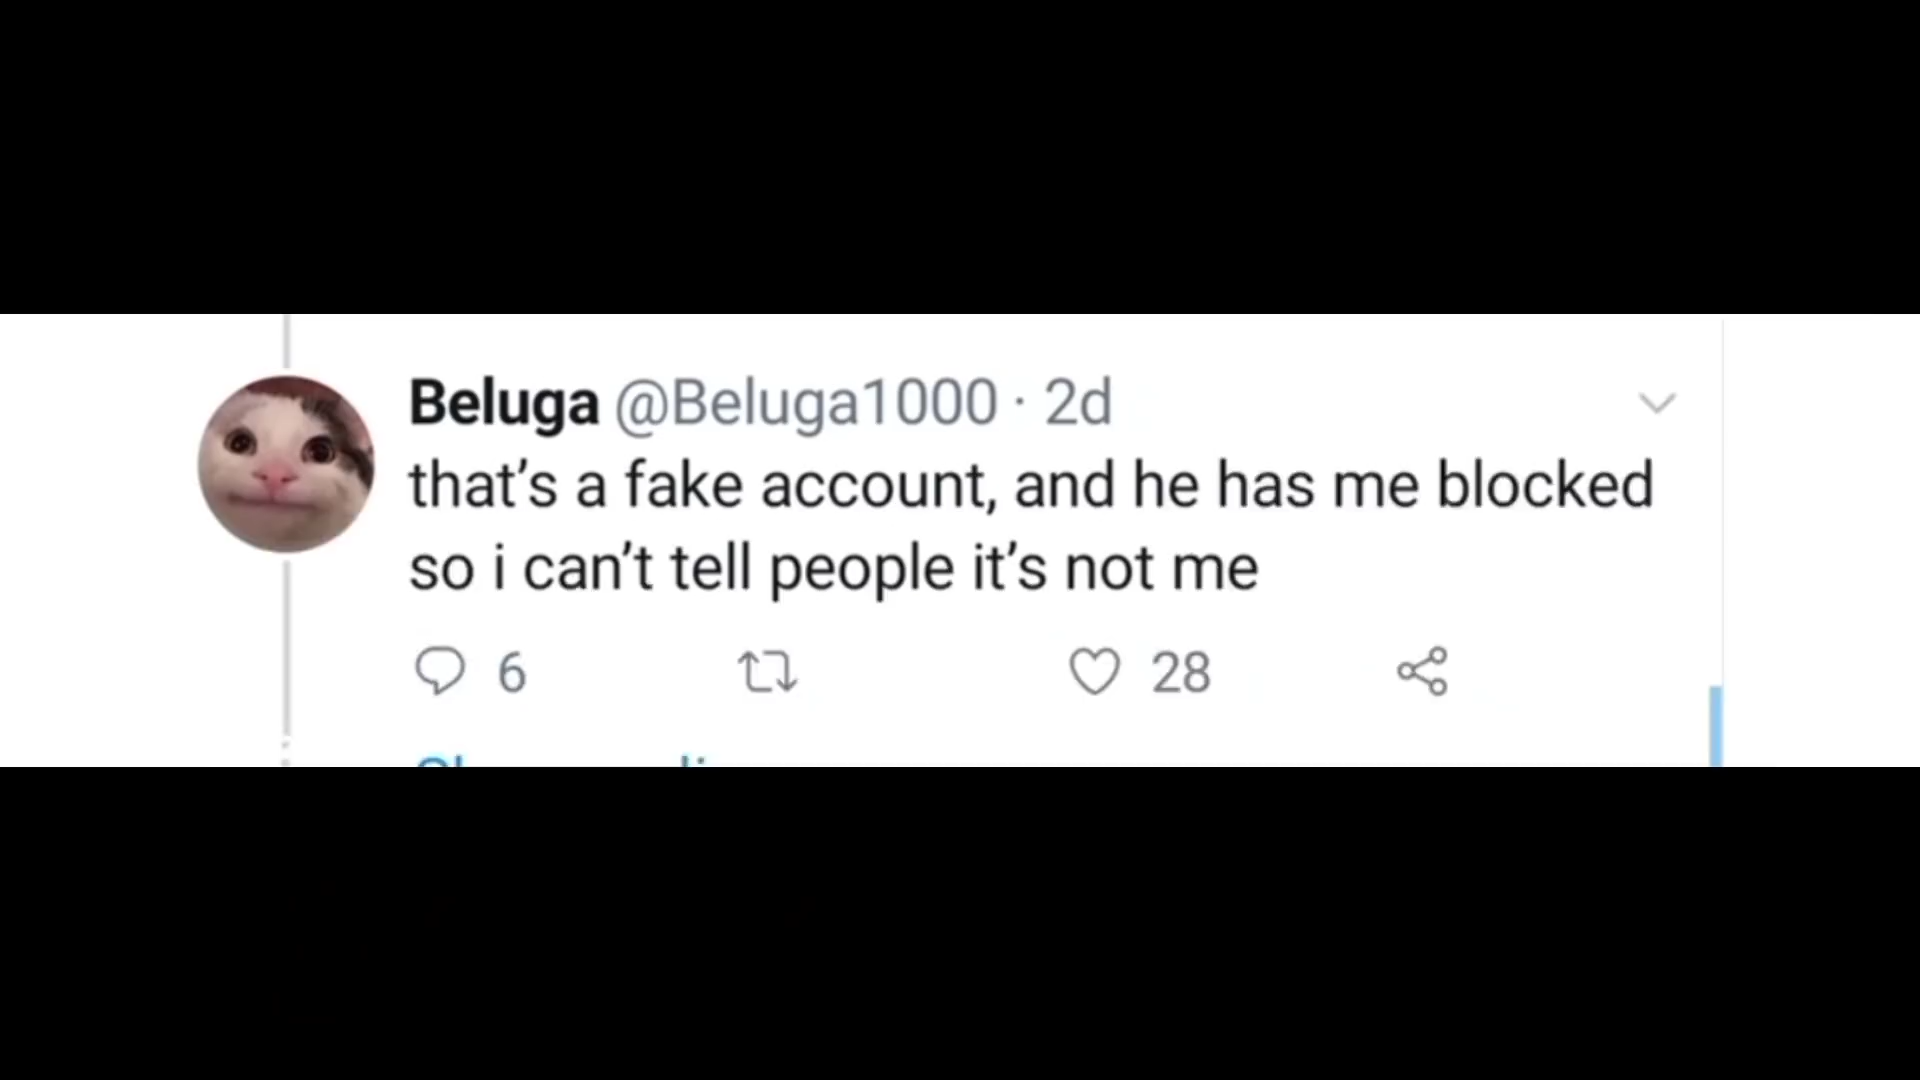 Beluga @Beluga1000 · 2d
that’s a fake account, and he has me blocked
so i can’t tell people it’s not me
6 28